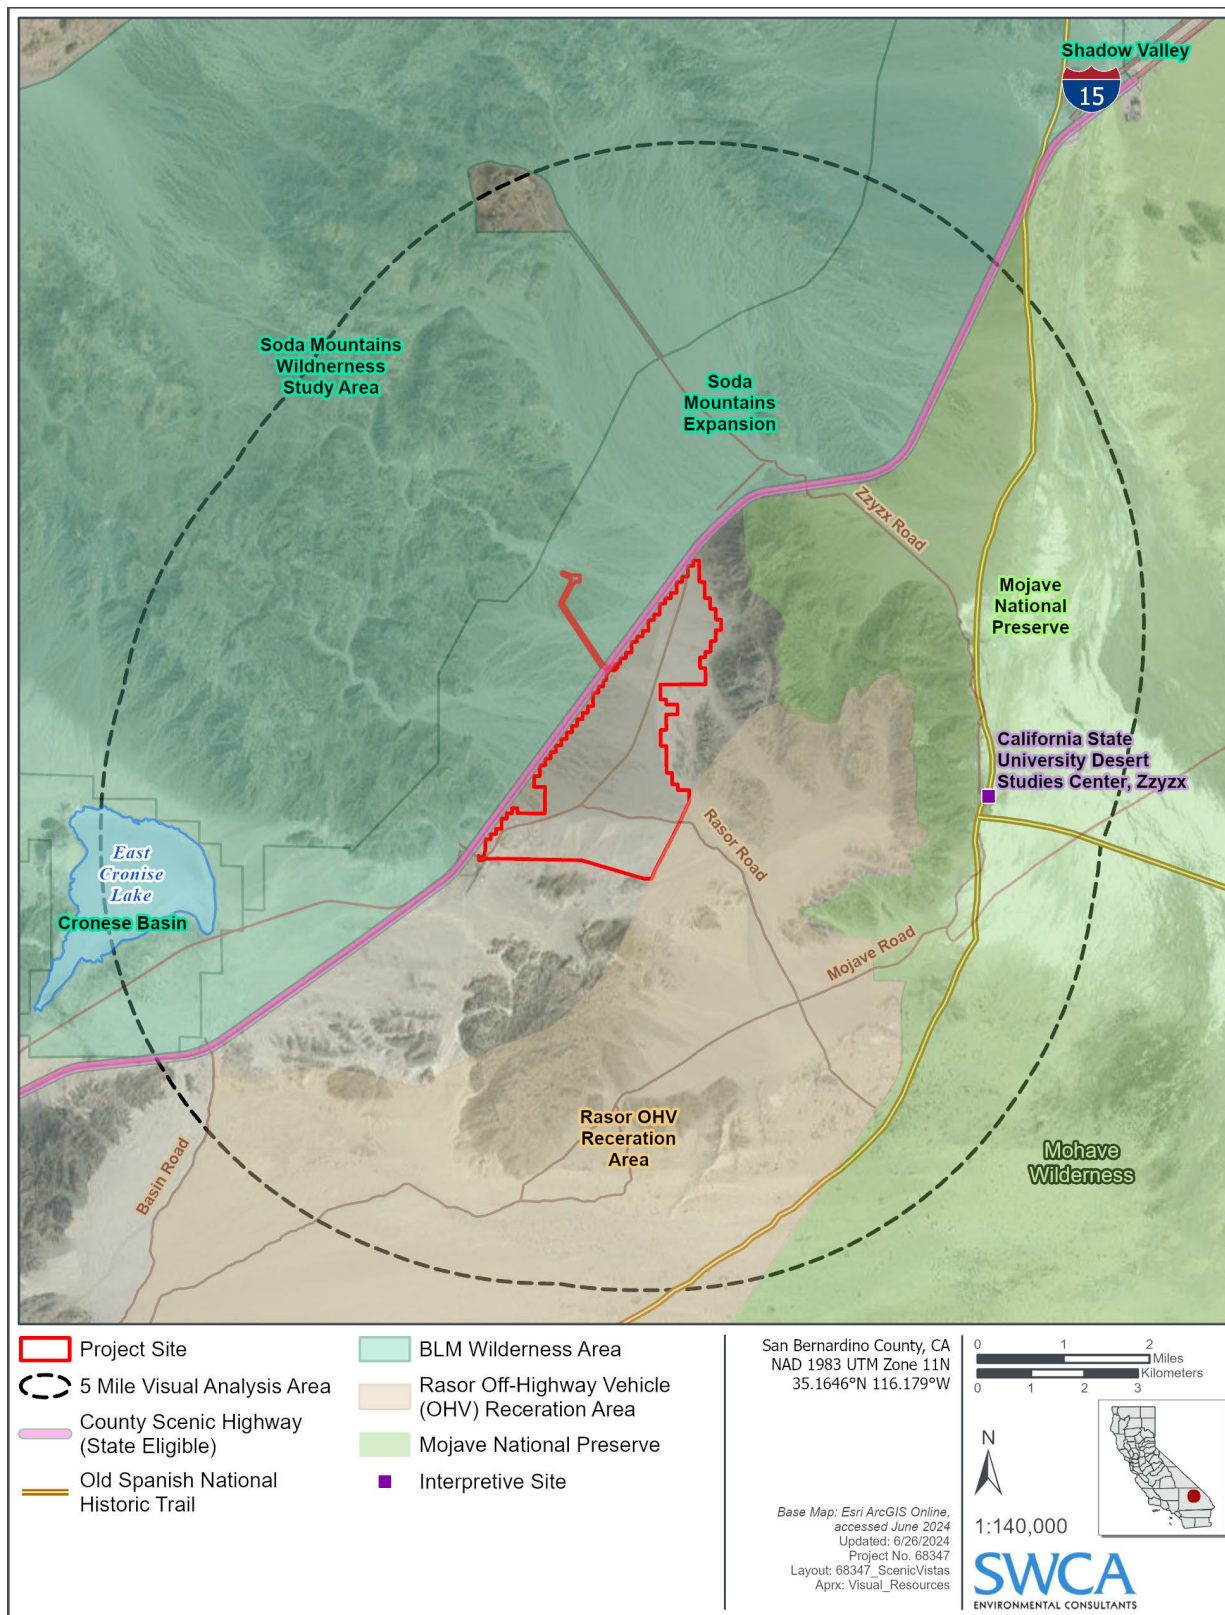 Shadow Valley
15
Soda Mountains
Wildnerness
Study Area
Soda
Mountains
Expansion
Zzyzx Road
Mojave
National
Preserve
California State
University Desert
Studies Center, Zzyzx
Rasor Road
East
Cronise
Lake
Cronese Basin
Mojave Road
Rasor OHV
Receration
Area
Mohave
Wilderness
Basin Road
Project Site
5 Mile Visual Analysis Area
County Scenic Highway
(State Eligible)
Old Spanish National
Historic Trail
BLM Wilderness Area
Rasor Off-Highway Vehicle
(OHV) Receration Area
Mojave National Preserve
Interpretive Site
San Bernardino County, CA
NAD 1983 UTM Zone 11N
35.1646°N 116.179°W
Base Map: Esri ArcGIS Online,
accessed June 2024
Updated: 6/26/2024
Project No. 68347
Layout: 68347_ScenicVistas
Aprx: Visual_Resources
0 1 2
Miles
Kilometers
0 1 2 3
N
1:140,000
SWCA
ENVIRONMENTAL CONSULTANTS